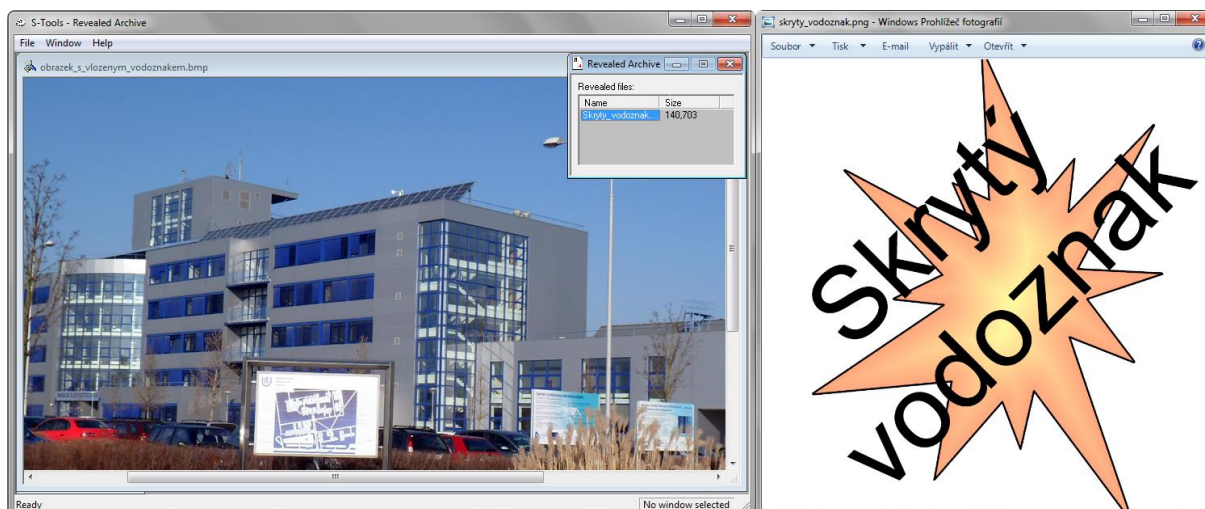 S-Tools - Revealed Archive
File Window Help
obrazek_s_vlozenym_vodoznakem.bmp
Revealed Archive
Revealed files:
Name Size
Skryty_vodoznak.... 140,703
Ready
No window selected
skryty_vodoznak.png - Windows Prohlížeč fotografií
Soubor Tisk E-mail Vypálit Otevřít
Skrytý
vodoznak